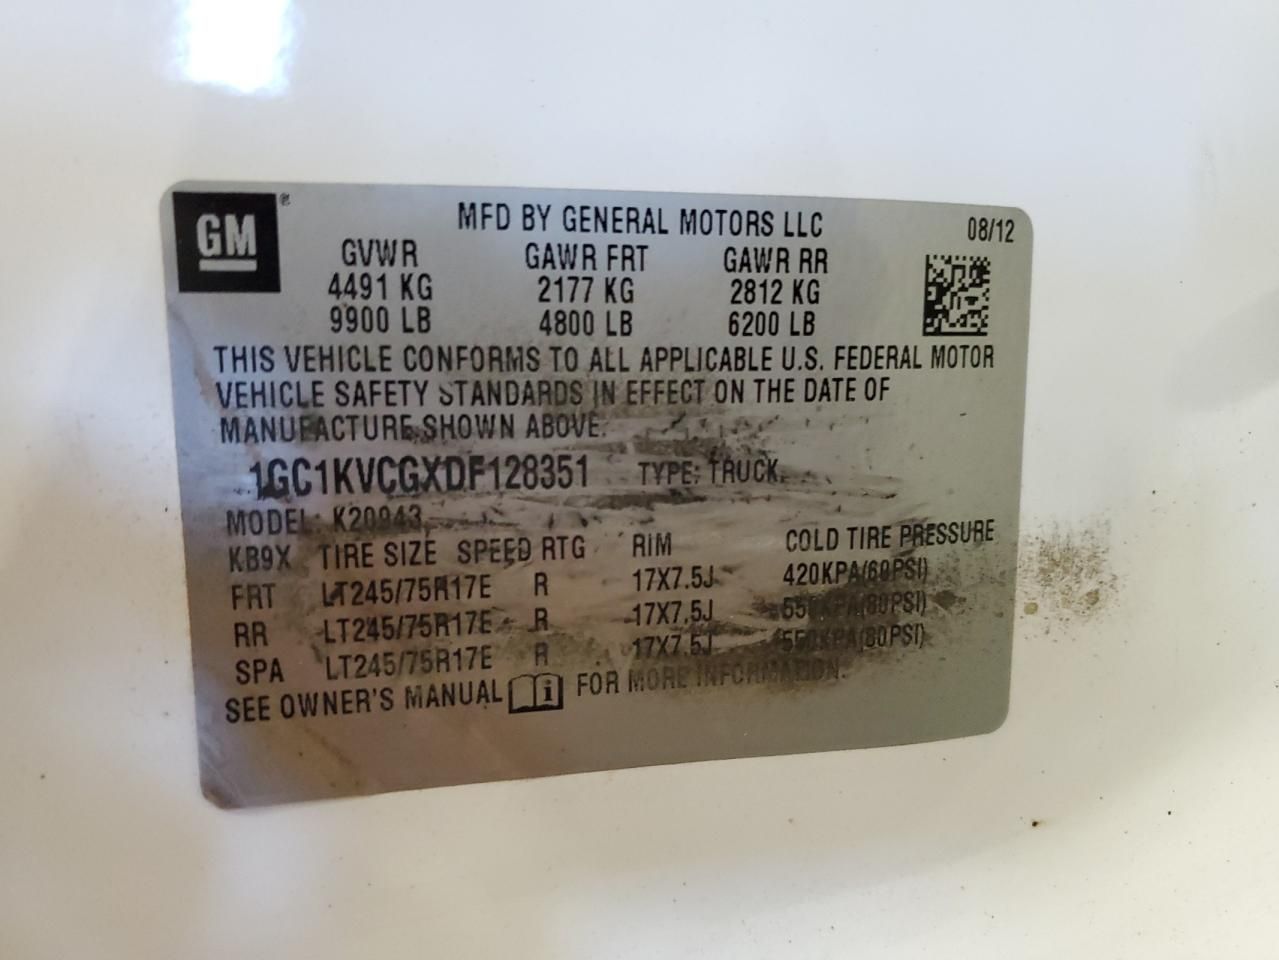 GM ®
MFD BY GENERAL MOTORS LLC 08/12
GVWR GAWR FRT GAWR RR
4491 KG 2177 KG 2812 KG
9900 LB 4800 LB 6200 LB
THIS VEHICLE CONFORMS TO ALL APPLICABLE U.S. FEDERAL MOTOR
VEHICLE SAFETY STANDARDS IN EFFECT ON THE DATE OF
MANUFACTURE SHOWN ABOVE.
1GC1KVCGXDF128351 TYPE: TRUCK
MODEL: K20943
KB9X TIRE SIZE SPEED RTG RIM COLD TIRE PRESSURE
FRT LT245/75R17E R 17X7.5J 420KPA(60PSI)
RR LT245/75R17E R 17X7.5J 550KPA(80PSI)
SPA LT245/75R17E R 17X7.5J 550KPA(80PSI)
SEE OWNER'S MANUAL i FOR MORE INFORMATION.